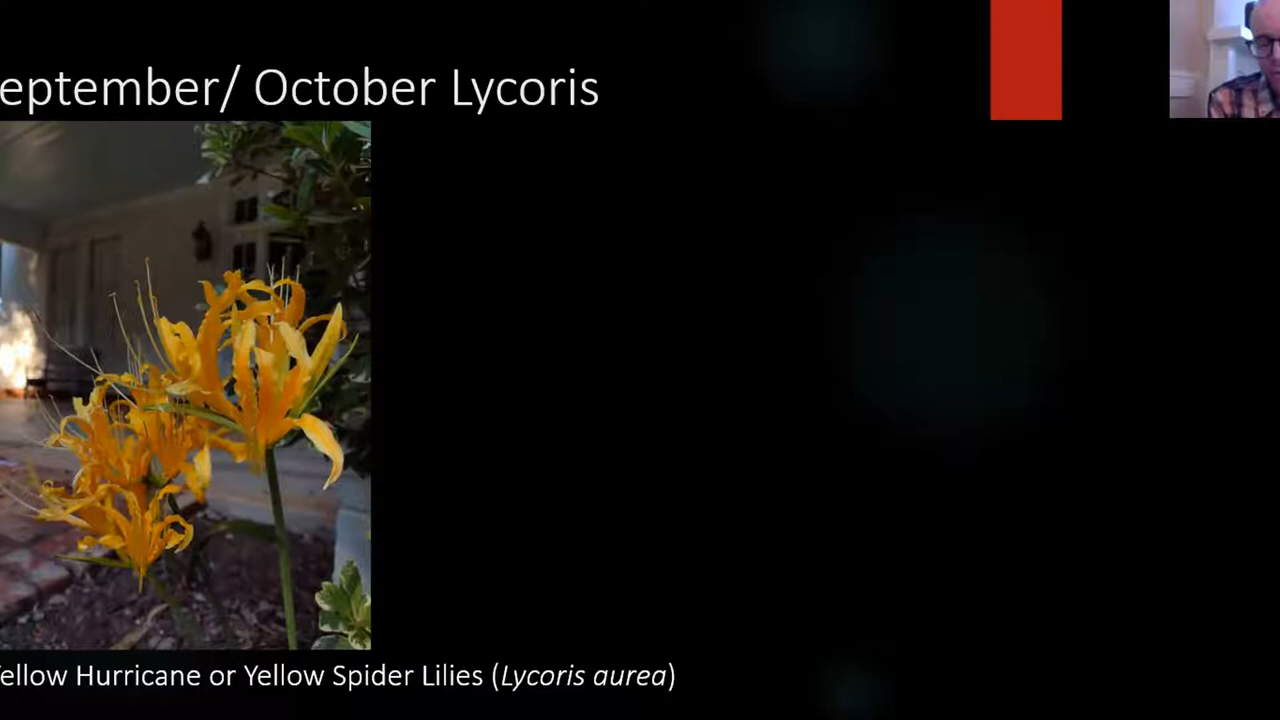 eptember/ October Lycoris
ellow Hurricane or Yellow Spider Lilies (Lycoris aurea)